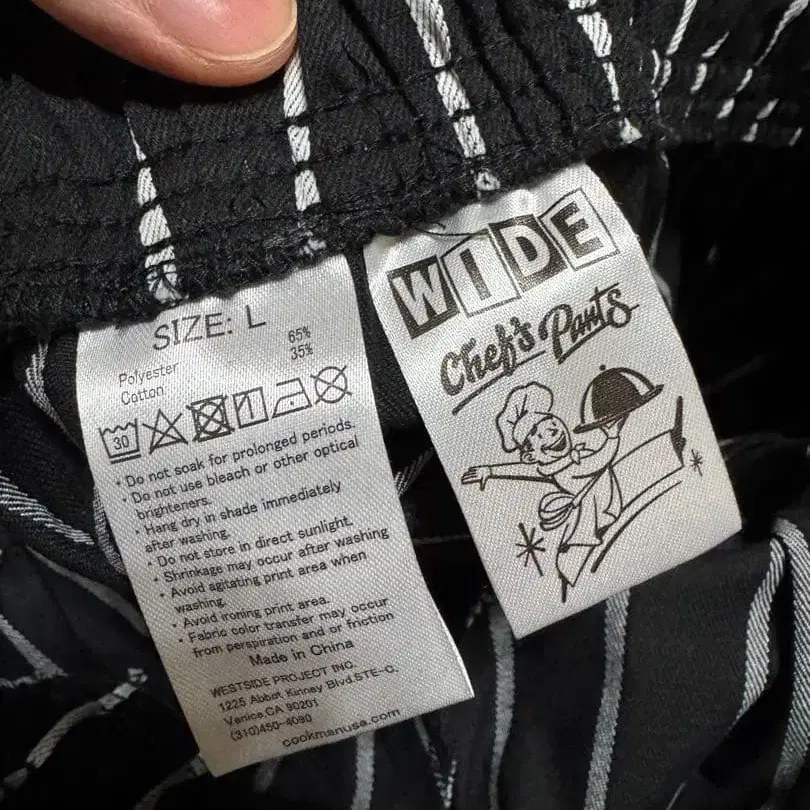 SIZE: L
Polyester 65%
Cotton 35%
30
• Do not soak for prolonged periods.
• Do not use bleach or other optical
brighteners.
• Hang dry in shade immediately
after washing.
• Do not store in direct sunlight.
• Shrinkage may occur after washing
• Avoid agitating print area when
washing.
• Avoid ironing print area.
• Fabric color transfer may occur
from perspiration and or friction
Made in China
WESTSIDE PROJECT INC.
1225 Abbot Kinney Blvd.STE-C,
Venice,CA 90291
(310)450-4090
cookmanusa.com
WIDE
Chef's Pants